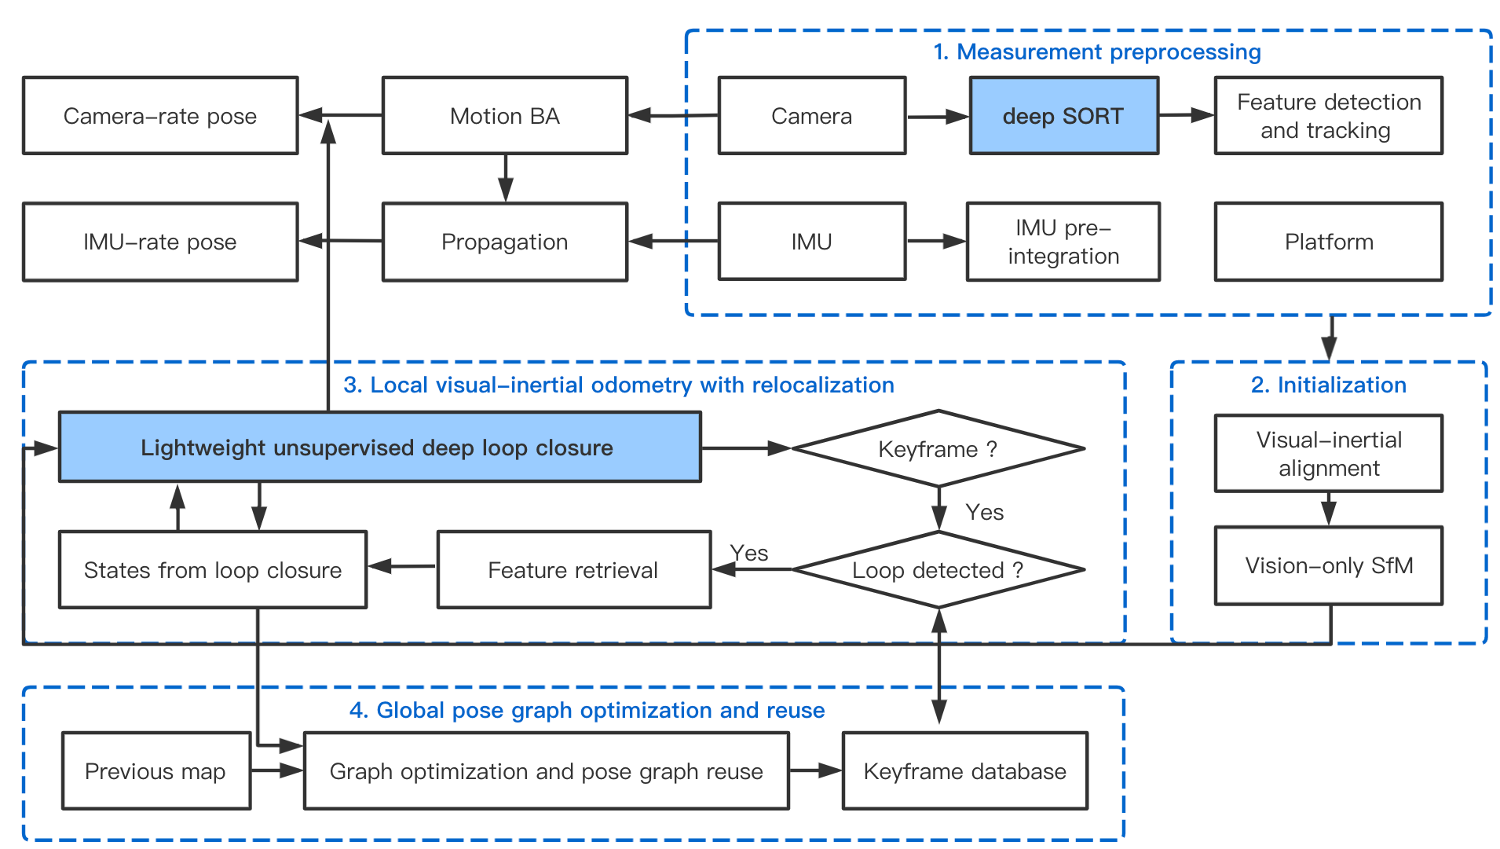 1. Measurement preprocessing
Camera-rate pose
Motion BA
Camera
deep SORT
Feature detection
and tracking
IMU-rate pose
Propagation
IMU
IMU pre-
integration
Platform
3. Local visual-inertial odometry with relocalization
2. Initialization
Lightweight unsupervised deep loop closure
Keyframe ?
Visual-inertial
alignment
Yes
States from loop closure
Feature retrieval
Yes
Loop detected ?
Vision-only SfM
4. Global pose graph optimization and reuse
Previous map
Graph optimization and pose graph reuse
Keyframe database